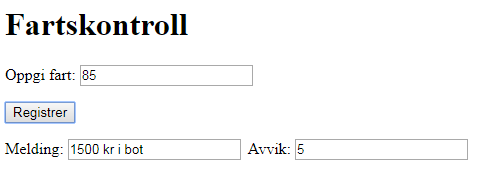 Fartskontroll
Oppgi fart: 85
Registrer
Melding: 1500 kr i bot Avvik: 5